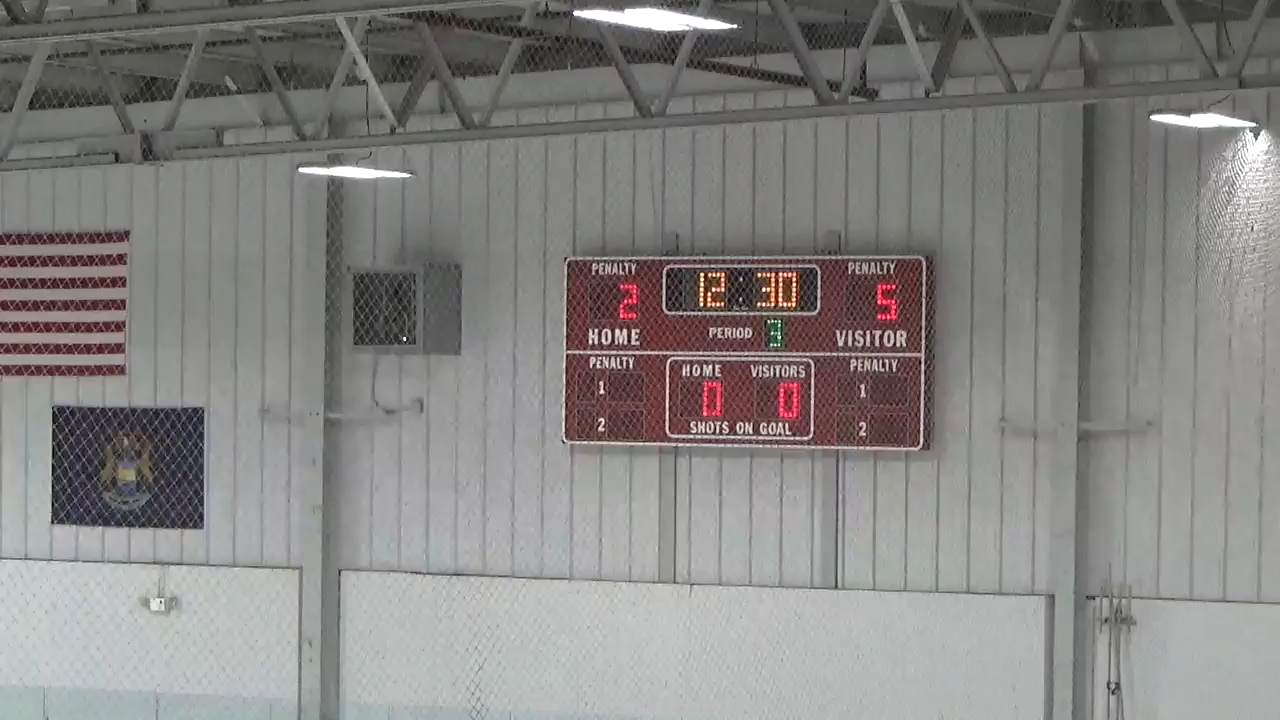 PENALTY 12:30 PENALTY
2 5
HOME PERIOD 3 VISITOR
PENALTY HOME VISITORS PENALTY
1 0 0 1
2 SHOTS ON GOAL 2